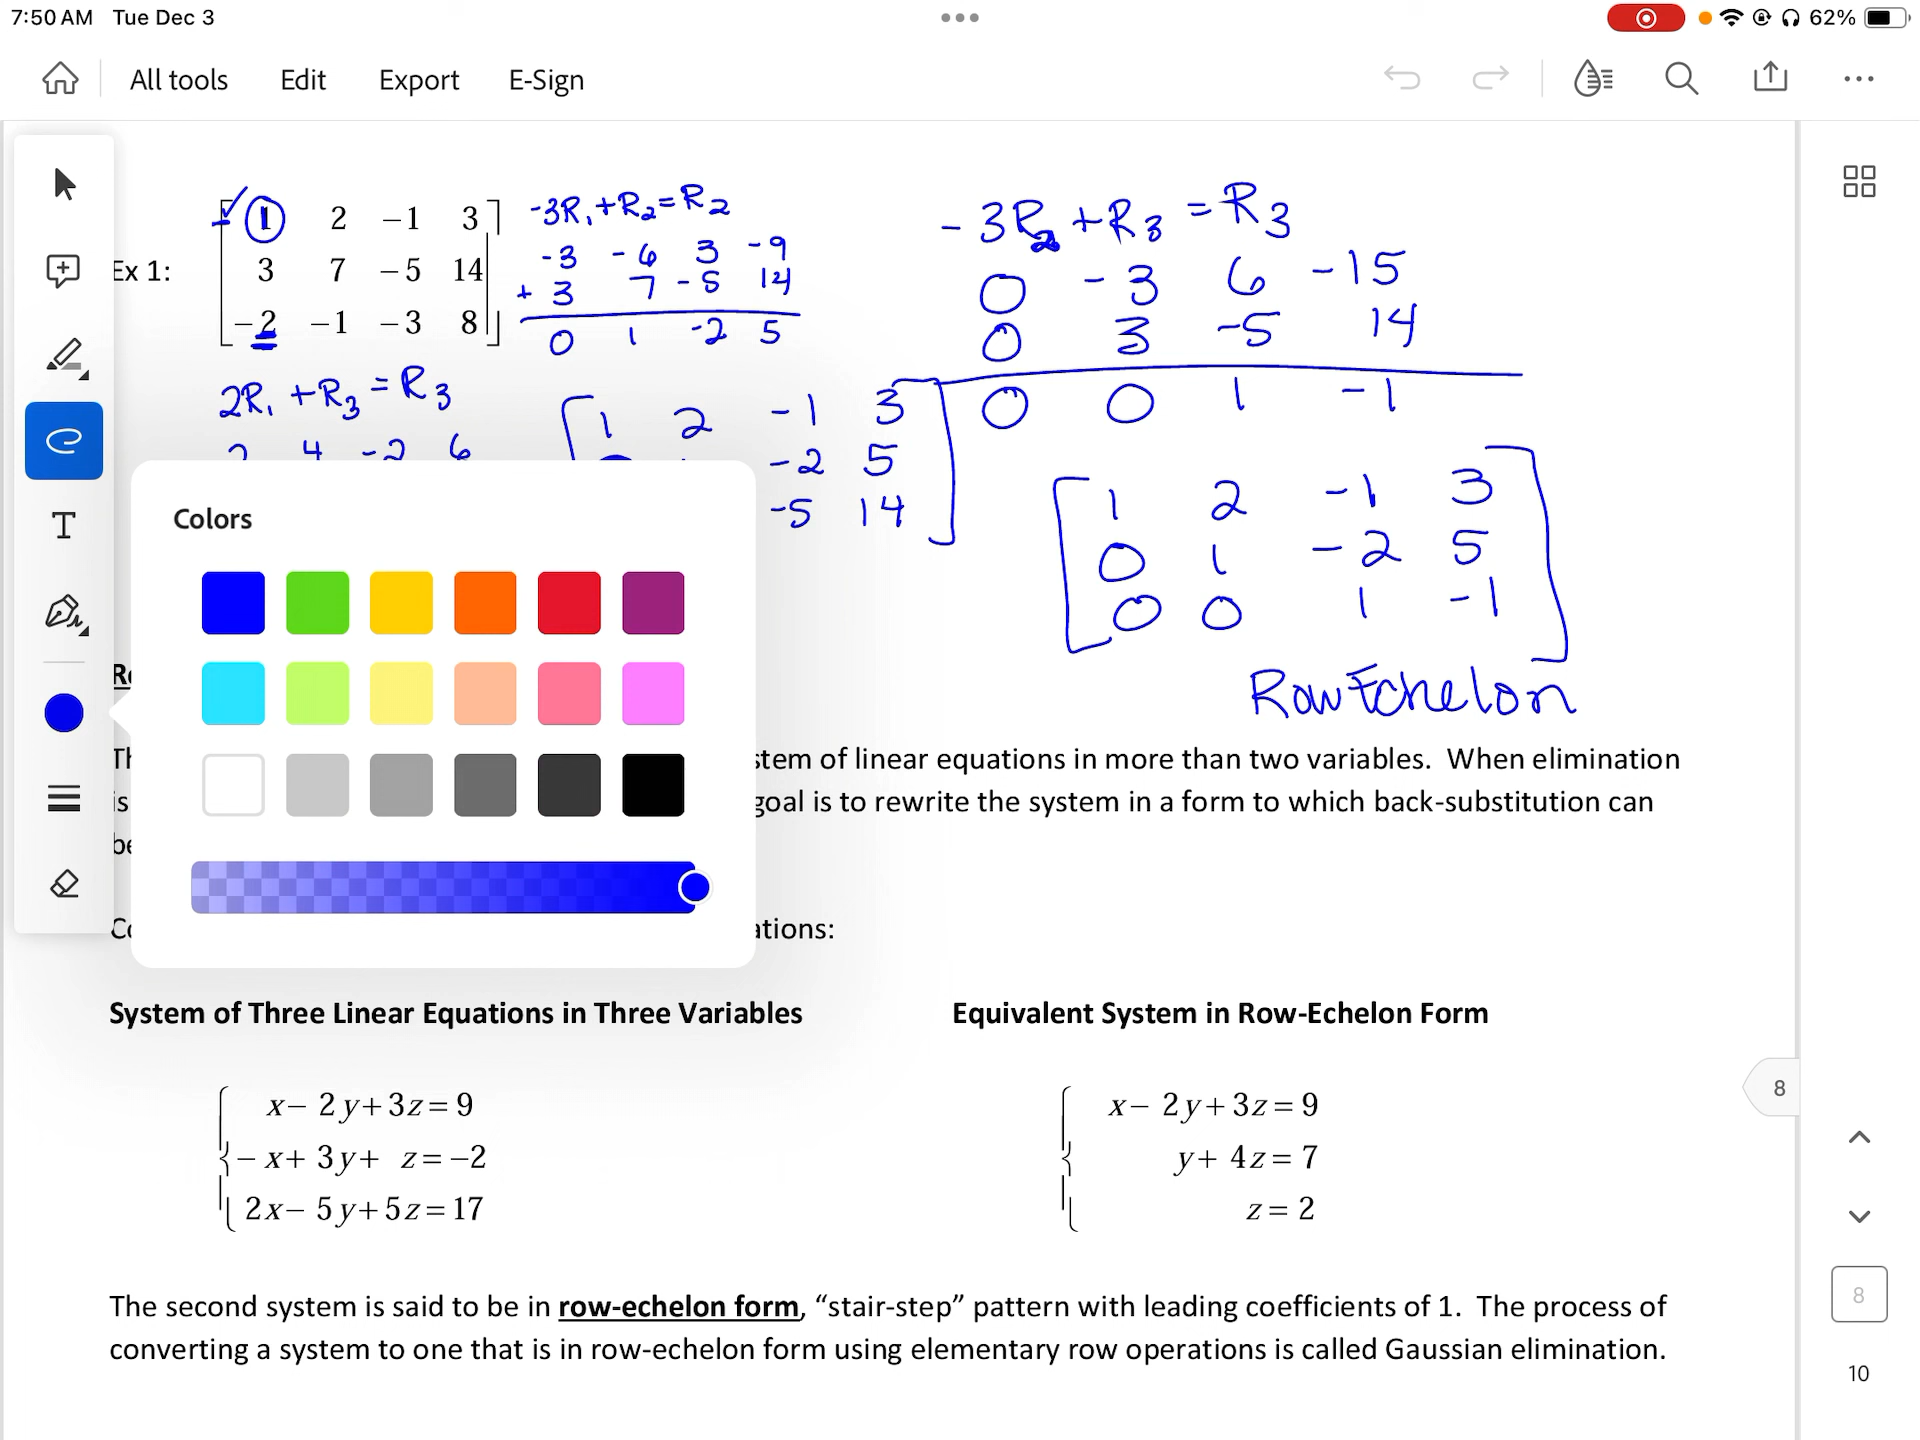 7:50 AM Tue Dec 3
62%
All tools Edit Export E-Sign
Ex 1:
1 2 −1 3
3 7 −5 14
−2 −1 −3 8
-3R₁+R₂=R₂
-3 -6 3 -9
+ 3 7 -5 14
0 1 -2 5
2R₁ +R₃ = R₃
2 4 -2 6
1 2 -1 3
-2 5
-5 14
-3R₂ +R₃ = R₃
0 -3 6 -15
0 3 -5 14
0 0 1 -1
1 2 -1 3
0 1 -2 5
0 0 1 -1
Row Echelon
Colors
T
stem of linear equations in more than two variables. When elimination
is goal is to rewrite the system in a form to which back-substitution can
be
ations:
System of Three Linear Equations in Three Variables
x− 2y+3z=9
−x+ 3y+ z=−2
2x− 5y+5z=17
Equivalent System in Row-Echelon Form
x− 2y+3z=9
y+ 4z=7
z=2
The second system is said to be in row-echelon form, “stair-step” pattern with leading coefficients of 1. The process of
converting a system to one that is in row-echelon form using elementary row operations is called Gaussian elimination.
8
8
10